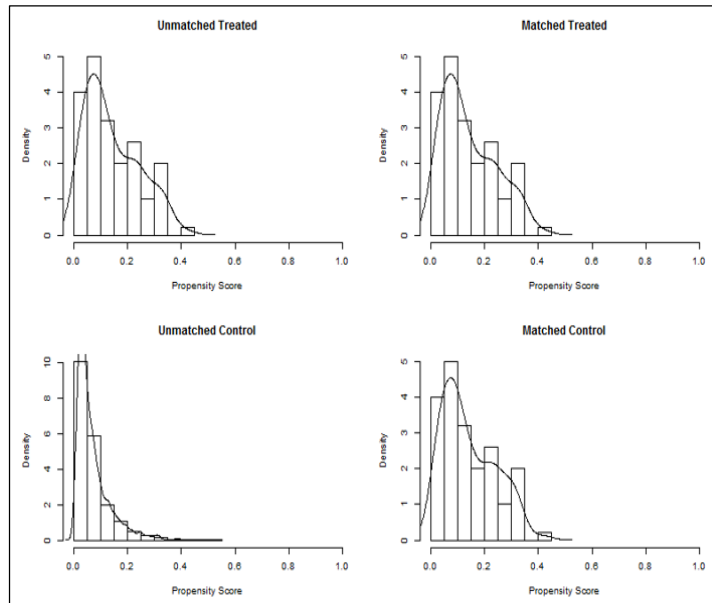 Unmatched Treated
Density
0 1 2 3 4 5
0.0 0.2 0.4 0.6 0.8 1.0
Propensity Score
Matched Treated
Density
0 1 2 3 4 5
0.0 0.2 0.4 0.6 0.8 1.0
Propensity Score
Unmatched Control
Density
0 2 4 6 8 10
0.0 0.2 0.4 0.6 0.8 1.0
Propensity Score
Matched Control
Density
0 1 2 3 4 5
0.0 0.2 0.4 0.6 0.8 1.0
Propensity Score